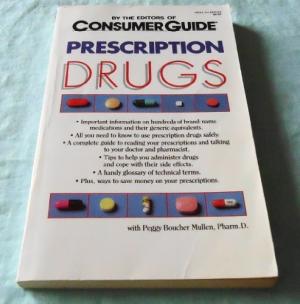 BY THE EDITORS OF
CONSUMER GUIDE
PRESCRIPTION
DRUGS
• Important information on hundreds of brand-name
medications and their generic equivalents.
• All you need to know to use prescription drugs safely.
• A complete guide to reading your prescriptions and talking
to your doctor and pharmacist.
• Tips to help you administer drugs
and cope with their side effects.
• A handy glossary of technical terms.
• Plus, ways to save money on your prescriptions.
with Peggy Boucher Mullen, Pharm.D.